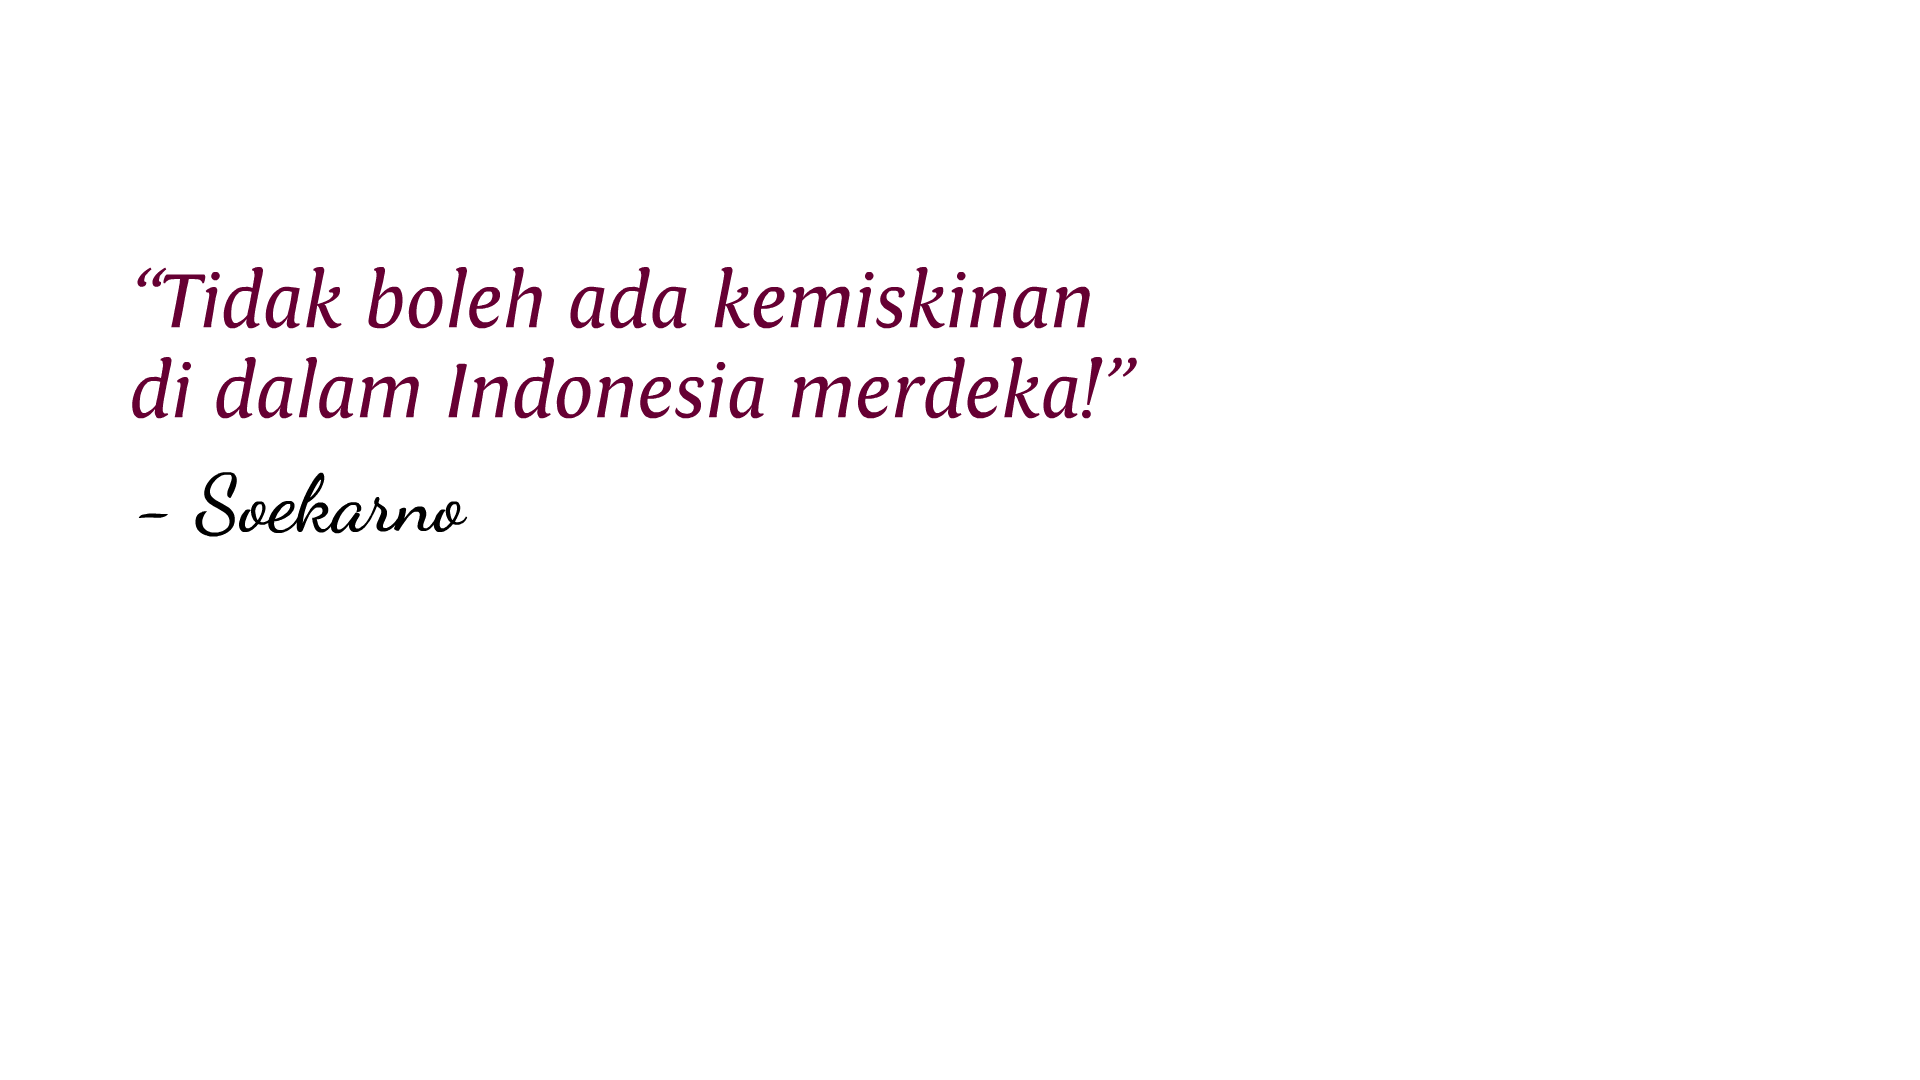 “Tidak boleh ada kemiskinan
di dalam Indonesia merdeka!”
- Soekarno